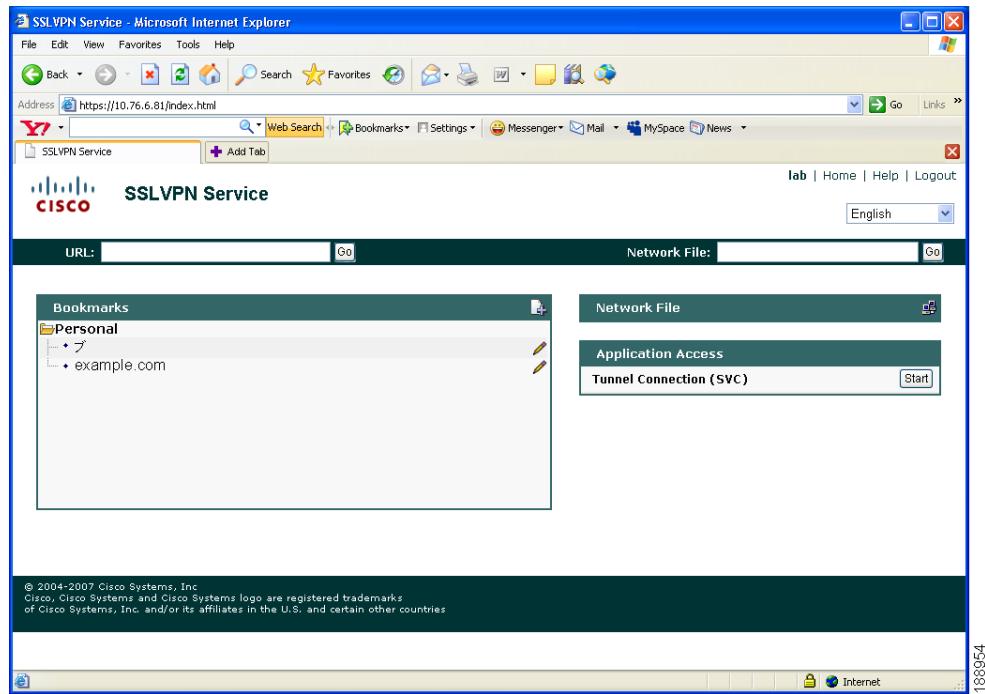 SSLVPN Service - Microsoft Internet Explorer
File Edit View Favorites Tools Help
Back Search Favorites
Address https://10.76.6.81/index.html Go Links »
Y! Web Search Bookmarks Settings Messenger Mail MySpace News
SSLVPN Service Add Tab
lab | Home | Help | Logout
CISCO SSLVPN Service
English
URL: Go Network File: Go
Bookmarks
Personal
ブ
example.com
Network File
Application Access
Tunnel Connection (SVC) Start
© 2004-2007 Cisco Systems, Inc
Cisco, Cisco Systems and Cisco Systems logo are registered trademarks
of Cisco Systems, Inc. and/or its affiliates in the U.S. and certain other countries
Internet
188954